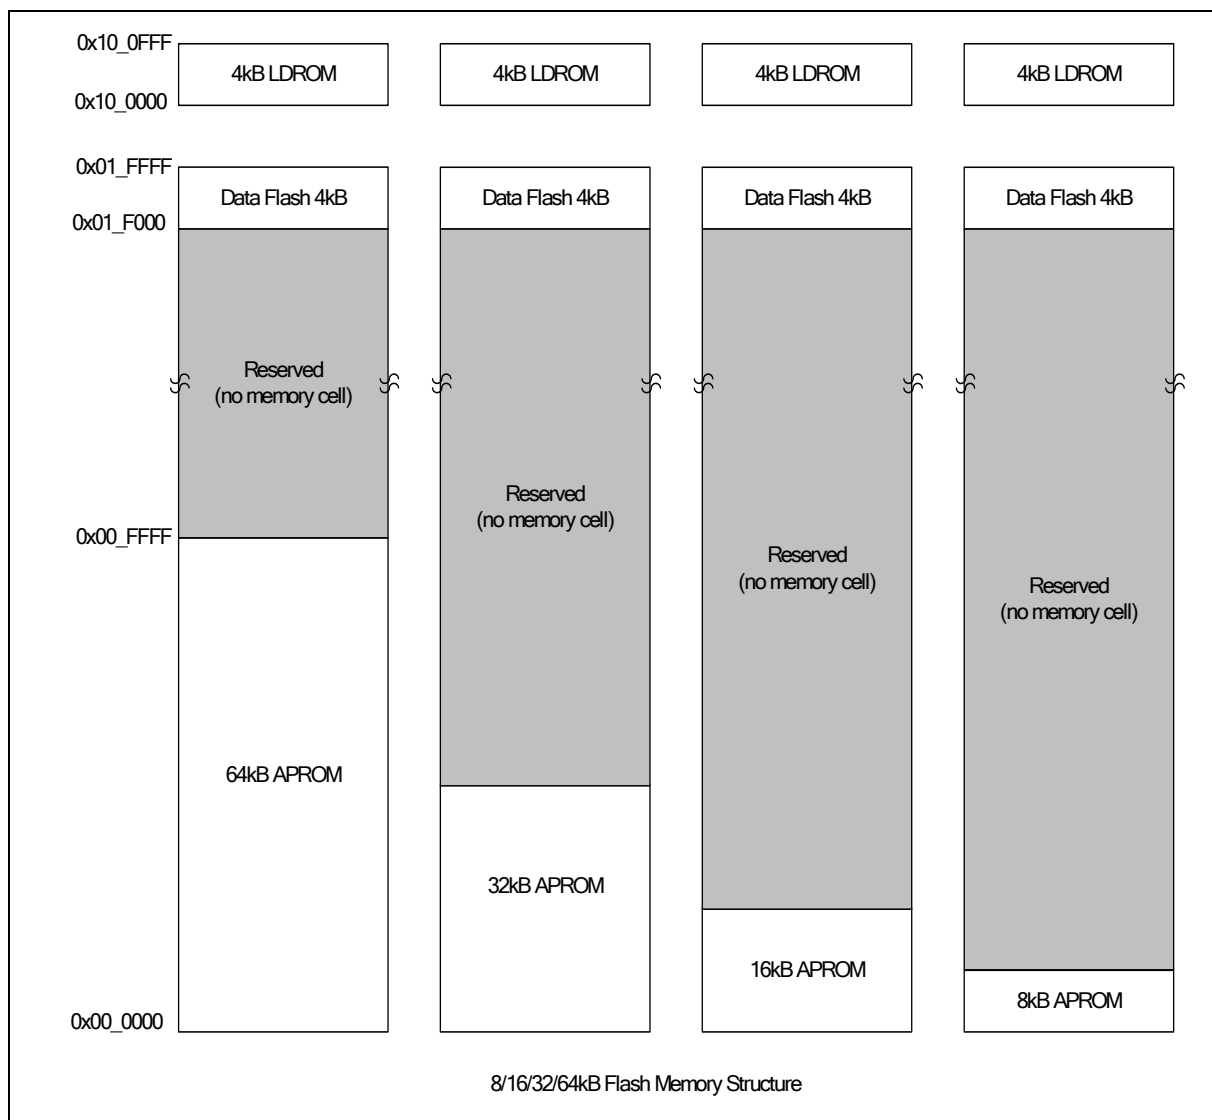 0x10_0FFF
4kB LDROM 4kB LDROM 4kB LDROM 4kB LDROM
0x10_0000
0x01_FFFF
Data Flash 4kB Data Flash 4kB Data Flash 4kB Data Flash 4kB
0x01_F000
Reserved
(no memory cell)
Reserved
(no memory cell)
0x00_FFFF
Reserved
(no memory cell)
Reserved
(no memory cell)
64kB APROM
32kB APROM
16kB APROM
8kB APROM
0x00_0000
8/16/32/64kB Flash Memory Structure